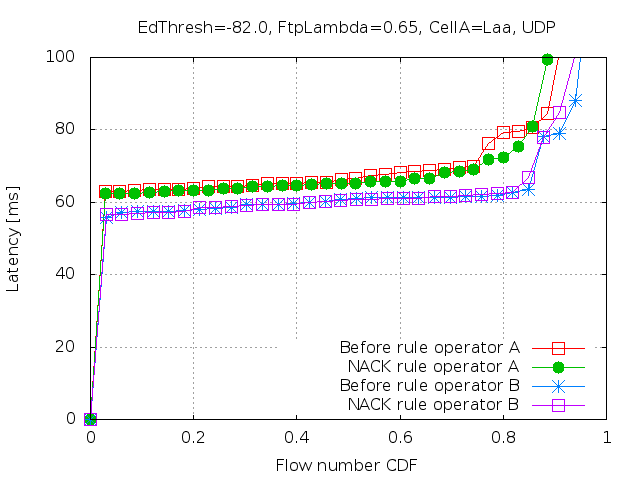 EdThresh=-82.0, FtpLambda=0.65, CellA=Laa, UDP
100
80
60
40
20
0
Latency [ms]
Before rule operator A
NACK rule operator A
Before rule operator B
NACK rule operator B
0 0.2 0.4 0.6 0.8 1
Flow number CDF